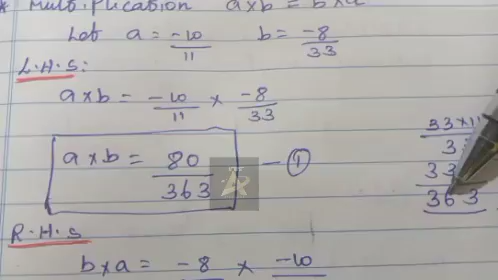 * Multiplication a×b = b×a
Let a = -10/11 b = -8/33
L.H.S:
a×b = -10/11 × -8/33
33×11
a×b = 80/363 — ①
33
363
R.H.S
b×a = -8 × -10